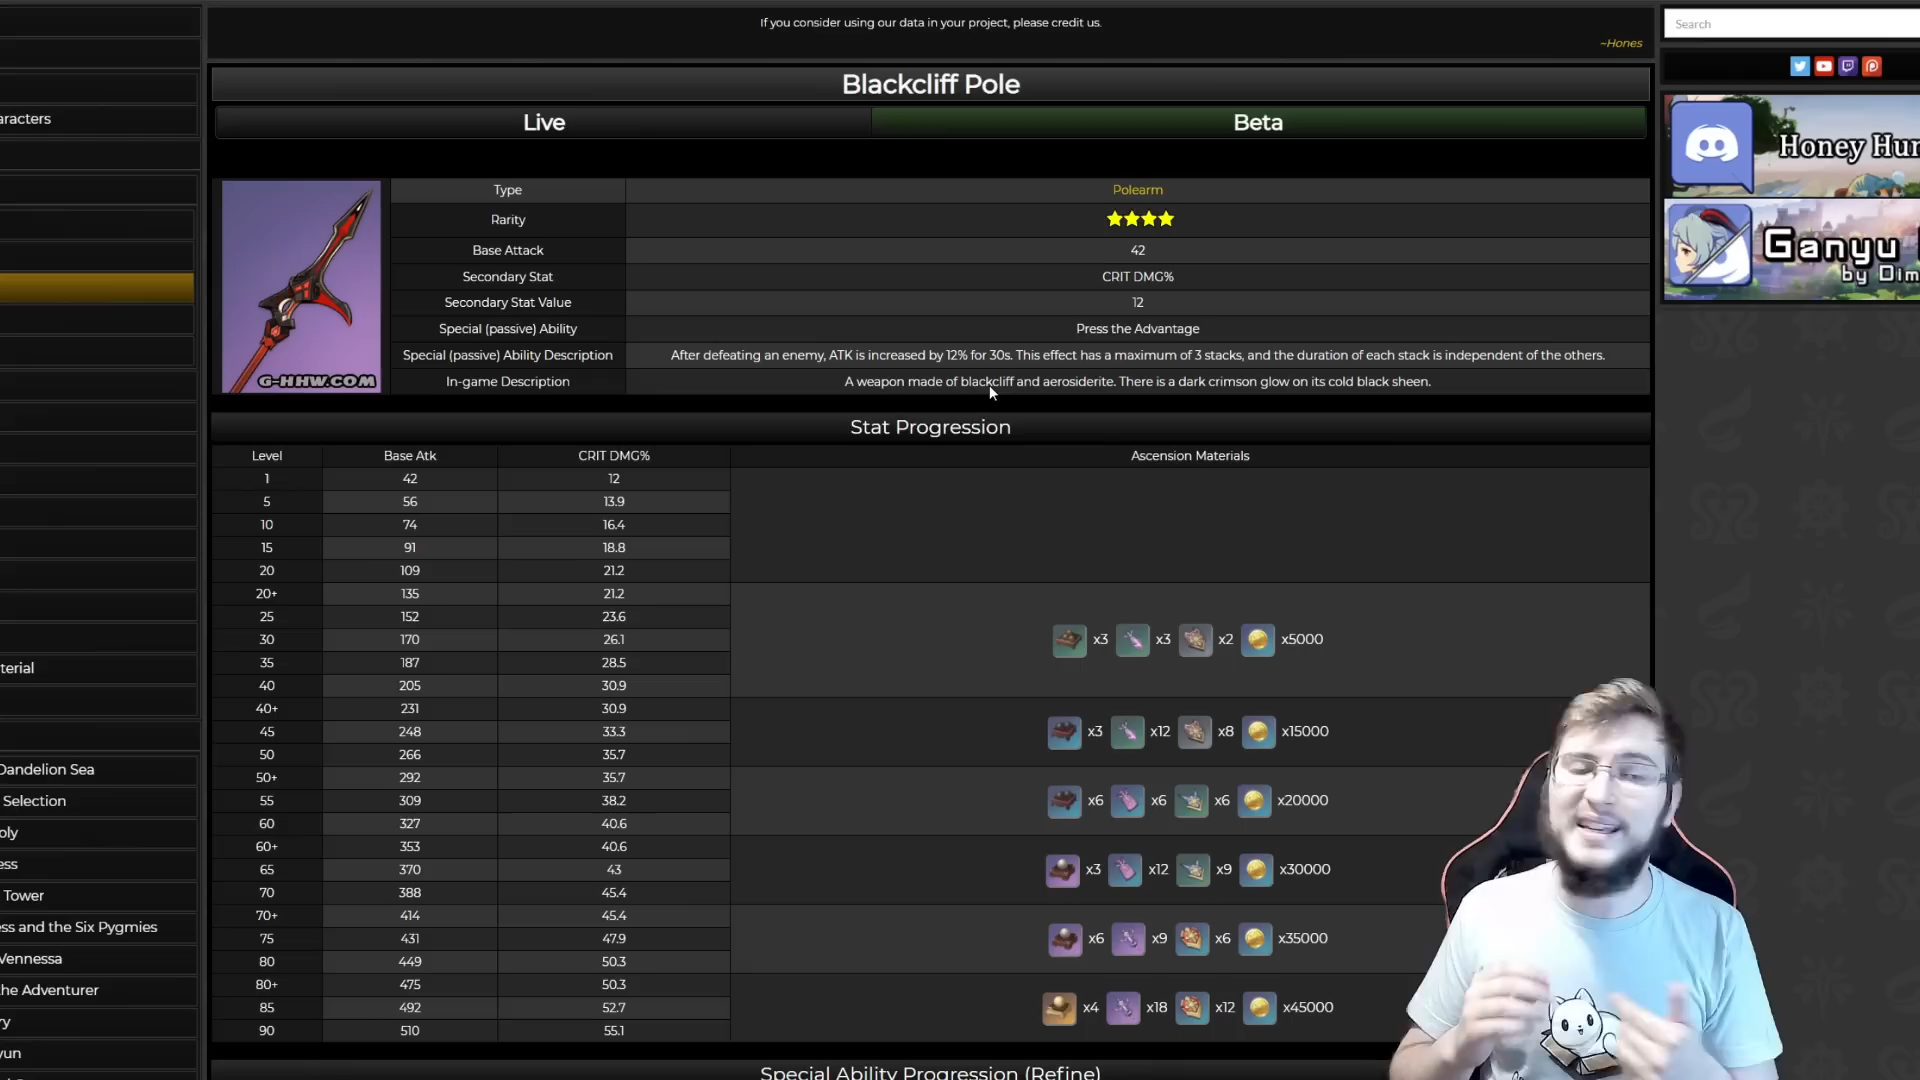 If you consider using our data in your project, please credit us.
~Hones
Search
Blackcliff Pole
Live Beta
Type Polearm
Rarity
Base Attack 42
Secondary Stat CRIT DMG%
Secondary Stat Value 12
Special (passive) Ability Press the Advantage
Special (passive) Ability Description After defeating an enemy, ATK is increased by 12% for 30s. This effect has a maximum of 3 stacks, and the duration of each stack is independent of the others.
In-game Description A weapon made of blackcliff and aerosiderite. There is a dark crimson glow on its cold black sheen.
G-HHW.COM
Honey Hun
Ganyu
by Dim
Stat Progression
Level Base Atk CRIT DMG% Ascension Materials
1 42 12
5 56 13.9
10 74 16.4
15 91 18.8
20 109 21.2
20+ 135 21.2
25 152 23.6
30 170 26.1 x3 x3 x2 x5000
35 187 28.5
40 205 30.9
40+ 231 30.9
45 248 33.3 x3 x12 x8 x15000
50 266 35.7
50+ 292 35.7
55 309 38.2 x6 x6 x6 x20000
60 327 40.6
60+ 353 40.6
65 370 43 x3 x12 x9 x30000
70 388 45.4
70+ 414 45.4
75 431 47.9 x6 x9 x6 x35000
80 449 50.3
80+ 475 50.3
85 492 52.7 x4 x18 x12 x45000
90 510 55.1
Special Ability Progression (Refine)
aracters
terial
Dandelion Sea
Selection
oly
ess
Tower
ess and the Six Pygmies
Vennessa
he Adventurer
ry
yun